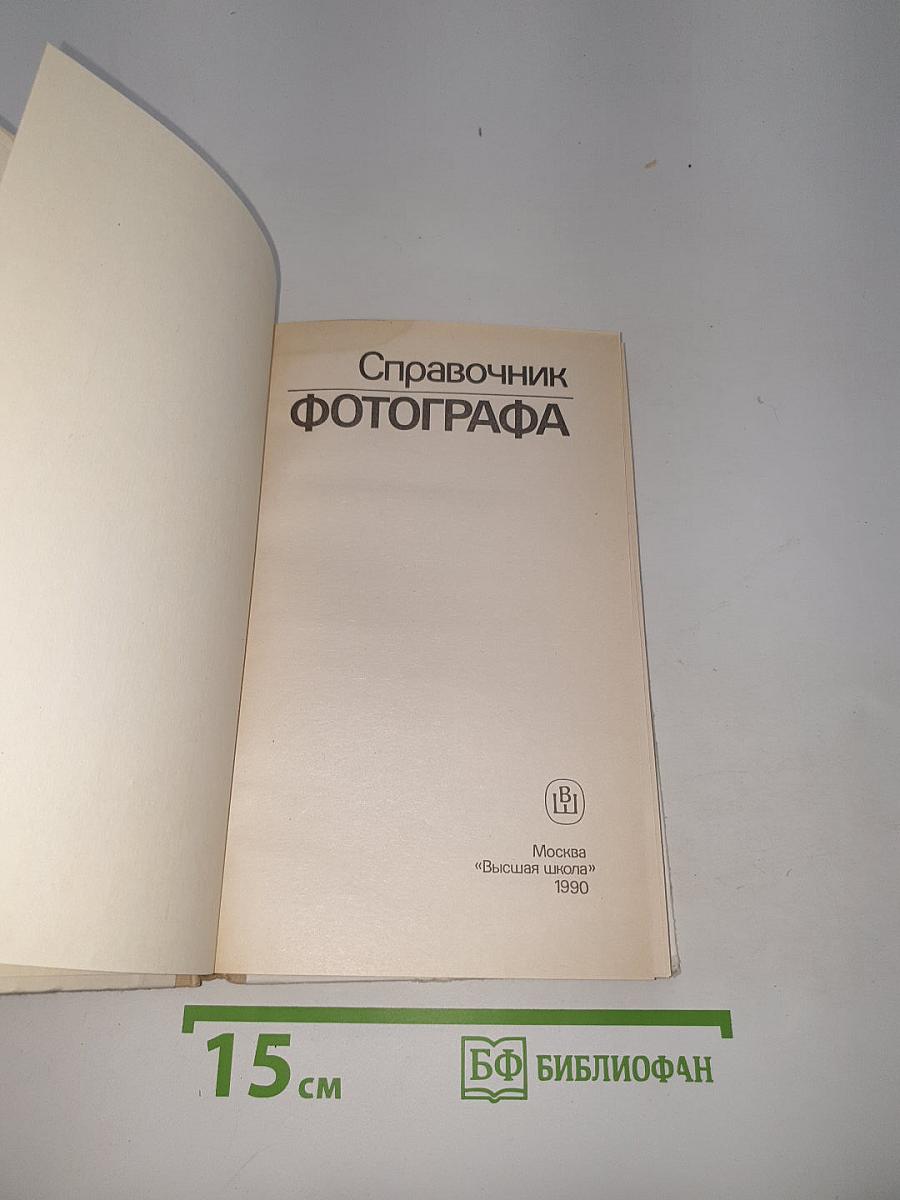 Справочник
ФОТОГРАФА
ВШ
Москва
«Высшая школа»
1990
15 см
БФ БИБЛИОФАН